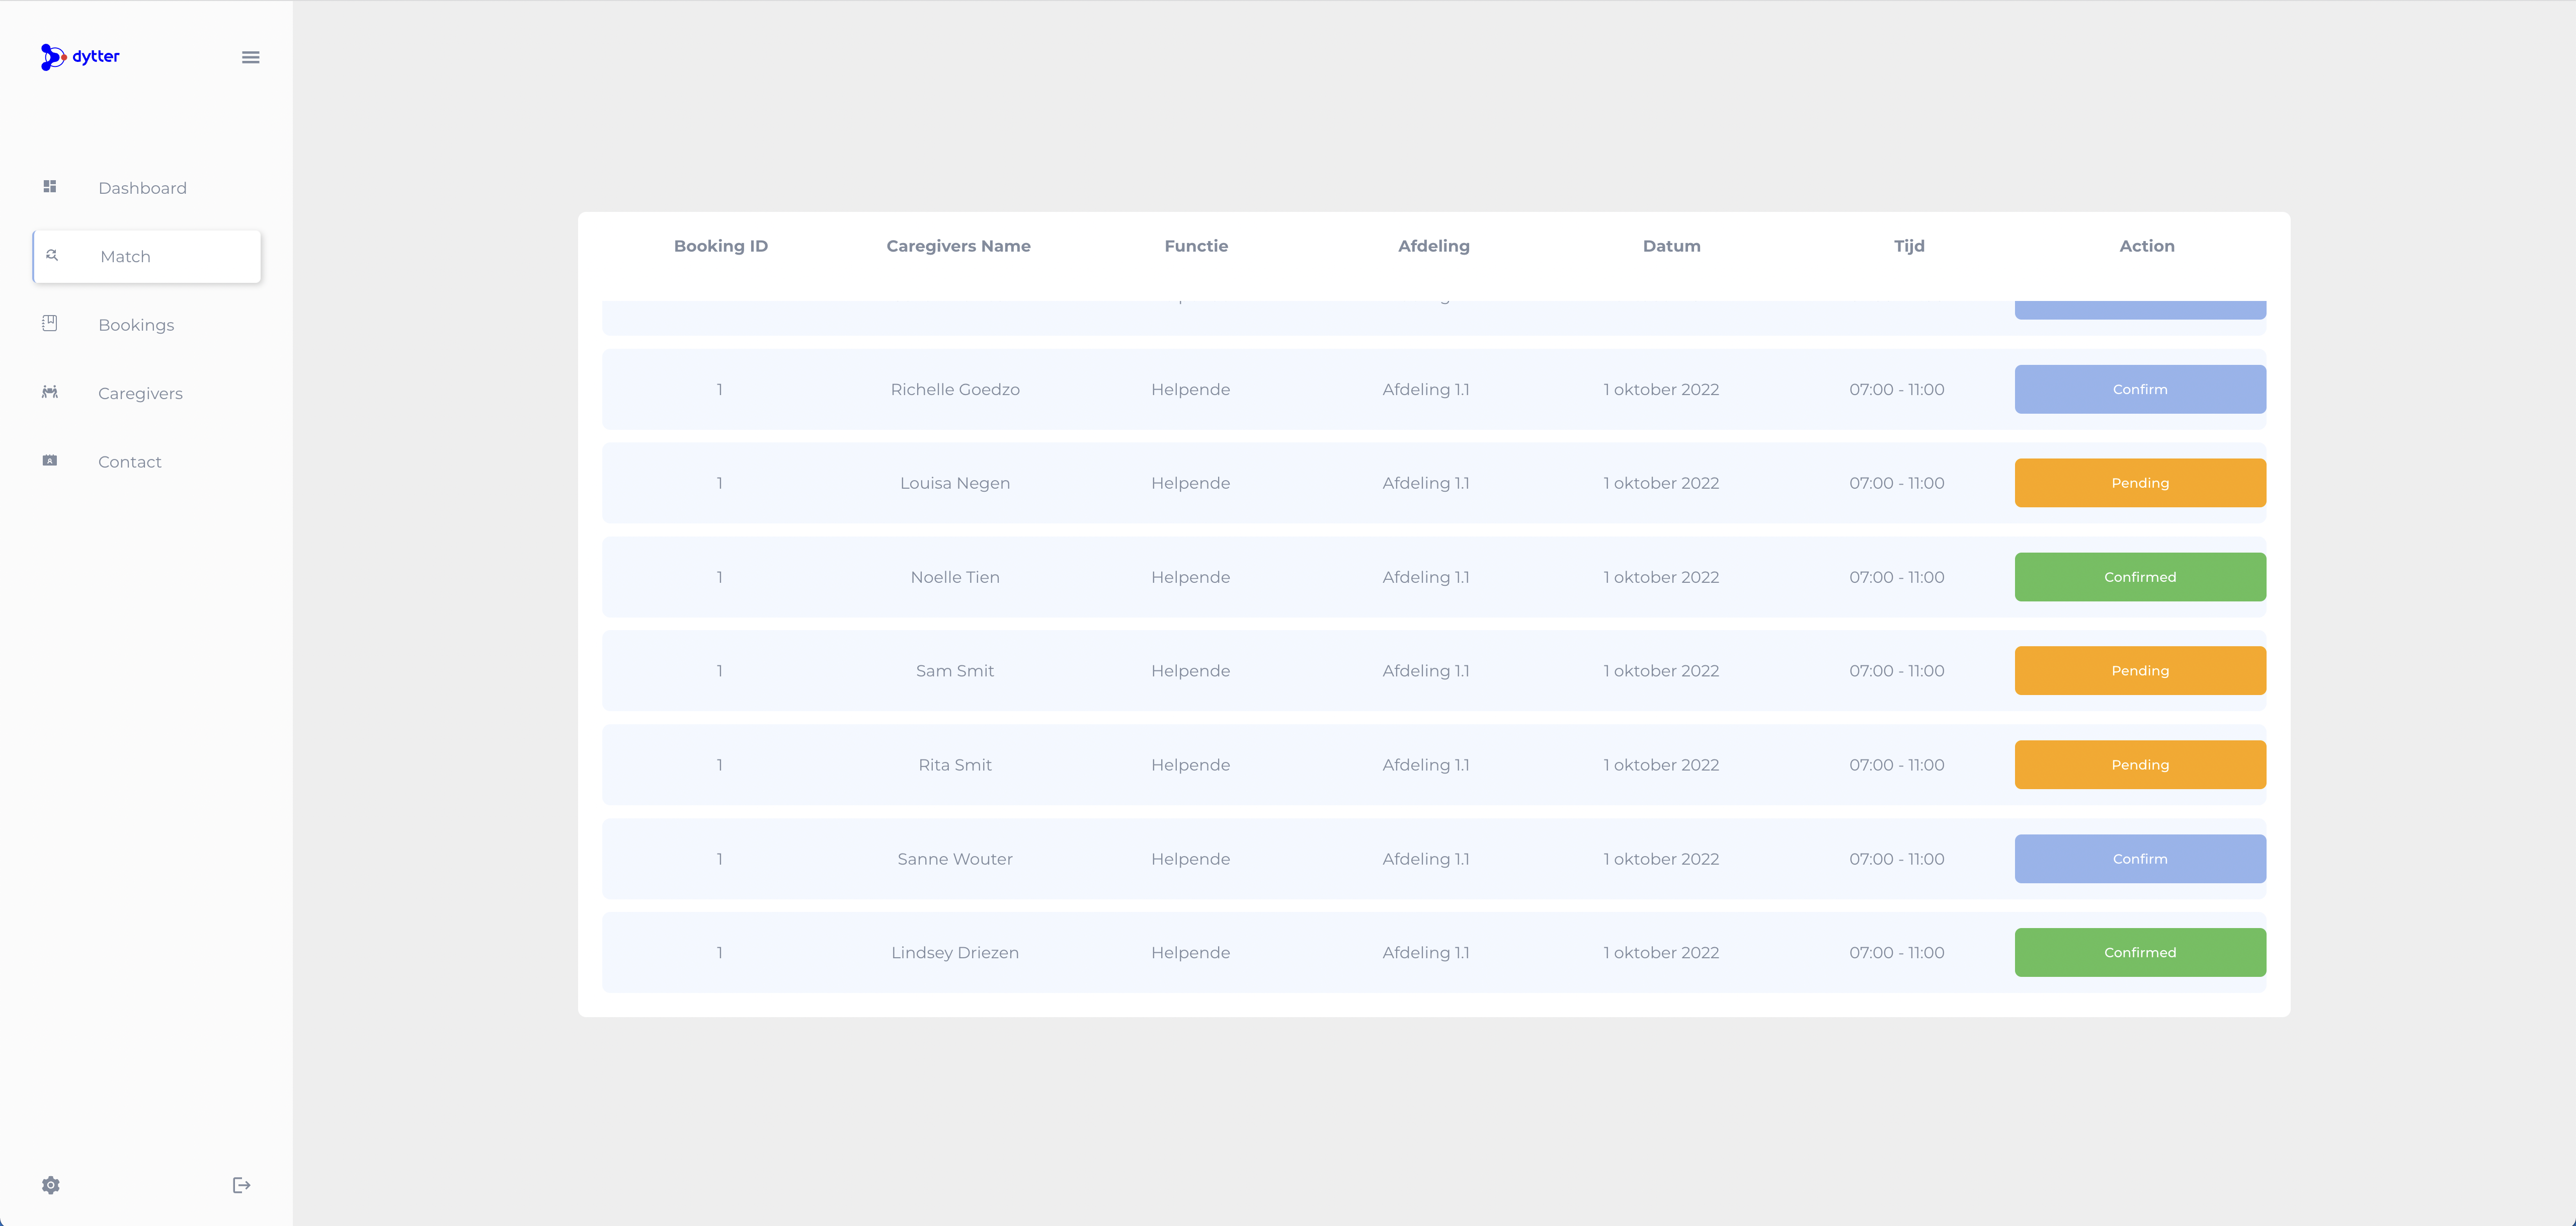 dytter
Dashboard
Match
Bookings
Caregivers
Contact
Booking ID Caregivers Name Functie Afdeling Datum Tijd Action
1 Richelle Goedzo Helpende Afdeling 1.1 1 oktober 2022 07:00 - 11:00 Confirm
1 Louisa Negen Helpende Afdeling 1.1 1 oktober 2022 07:00 - 11:00 Pending
1 Noelle Tien Helpende Afdeling 1.1 1 oktober 2022 07:00 - 11:00 Confirmed
1 Sam Smit Helpende Afdeling 1.1 1 oktober 2022 07:00 - 11:00 Pending
1 Rita Smit Helpende Afdeling 1.1 1 oktober 2022 07:00 - 11:00 Pending
1 Sanne Wouter Helpende Afdeling 1.1 1 oktober 2022 07:00 - 11:00 Confirm
1 Lindsey Driezen Helpende Afdeling 1.1 1 oktober 2022 07:00 - 11:00 Confirmed